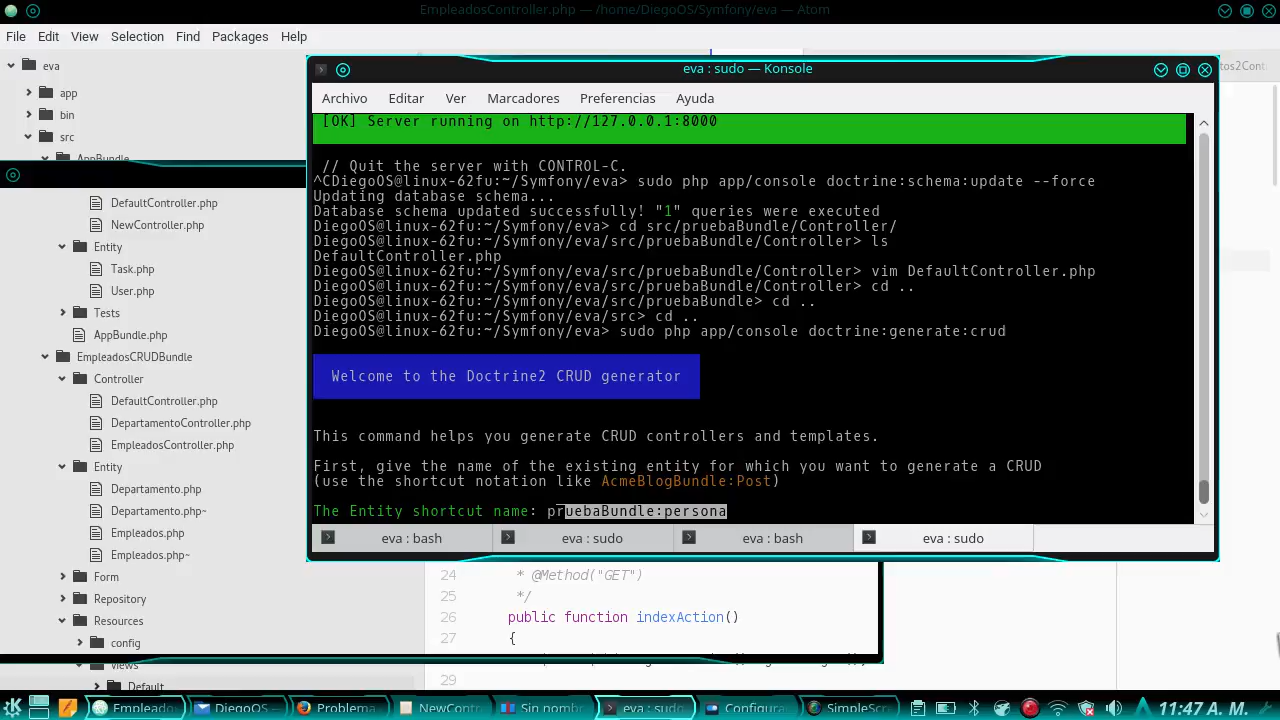 EmpleadosController.php — /home/DiegoOS/Symfony/eva — Atom
File Edit View Selection Find Packages Help
eva
app
bin
src
AppBundle
DefaultController.php
NewController.php
Entity
Task.php
User.php
Tests
AppBundle.php
EmpleadosCRUDBundle
Controller
DefaultController.php
DepartamentoController.php
EmpleadosController.php
Entity
Departamento.php
Departamento.php~
Empleados.php
Empleados.php~
Form
Repository
Resources
config
views
Default
eva : sudo — Konsole
Archivo Editar Ver Marcadores Preferencias Ayuda
[OK] Server running on http://127.0.0.1:8000
// Quit the server with CONTROL-C.
^CDiegoOS@linux-62fu:~/Symfony/eva> sudo php app/console doctrine:schema:update --force
Updating database schema...
Database schema updated successfully! "1" queries were executed
DiegoOS@linux-62fu:~/Symfony/eva> cd src/pruebaBundle/Controller/
DiegoOS@linux-62fu:~/Symfony/eva/src/pruebaBundle/Controller> ls
DefaultController.php
DiegoOS@linux-62fu:~/Symfony/eva/src/pruebaBundle/Controller> vim DefaultController.php
DiegoOS@linux-62fu:~/Symfony/eva/src/pruebaBundle/Controller> cd ..
DiegoOS@linux-62fu:~/Symfony/eva/src/pruebaBundle> cd ..
DiegoOS@linux-62fu:~/Symfony/eva/src> cd ..
DiegoOS@linux-62fu:~/Symfony/eva> sudo php app/console doctrine:generate:crud
Welcome to the Doctrine2 CRUD generator
This command helps you generate CRUD controllers and templates.
First, give the name of the existing entity for which you want to generate a CRUD
(use the shortcut notation like AcmeBlogBundle:Post)
The Entity shortcut name: pruebaBundle:persona
eva : bash eva : sudo eva : bash eva : sudo
tos2Cont
24 * @Method("GET")
25 */
26 public function indexAction()
27 {
29
Empleado DiegoOS – Problema NewContr Sin nombr eva : sudo Configura SimpleScr 11:47 A. M.